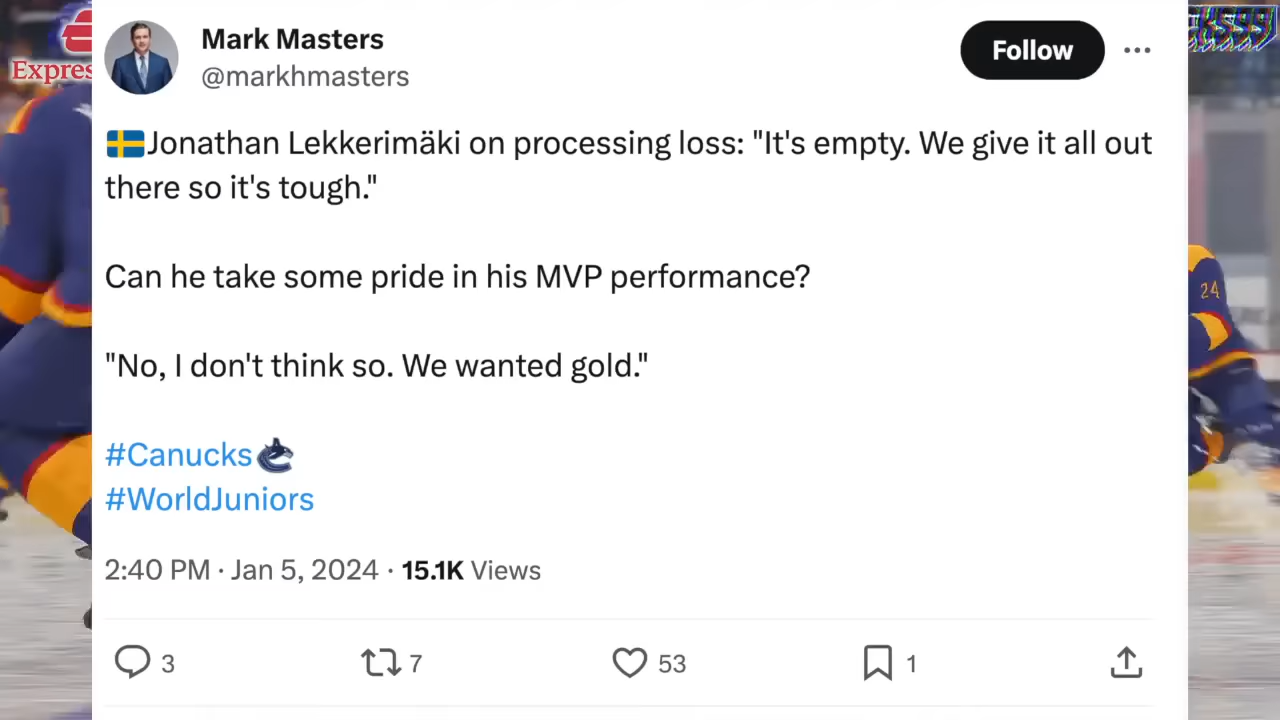 Expres
Mark Masters
@markhmasters
Follow
🇸🇪Jonathan Lekkerimäki on processing loss: "It's empty. We give it all out
there so it's tough."
Can he take some pride in his MVP performance?
"No, I don't think so. We wanted gold."
#Canucks
#WorldJuniors
2:40 PM · Jan 5, 2024 · 15.1K Views
3
7
53
1
24